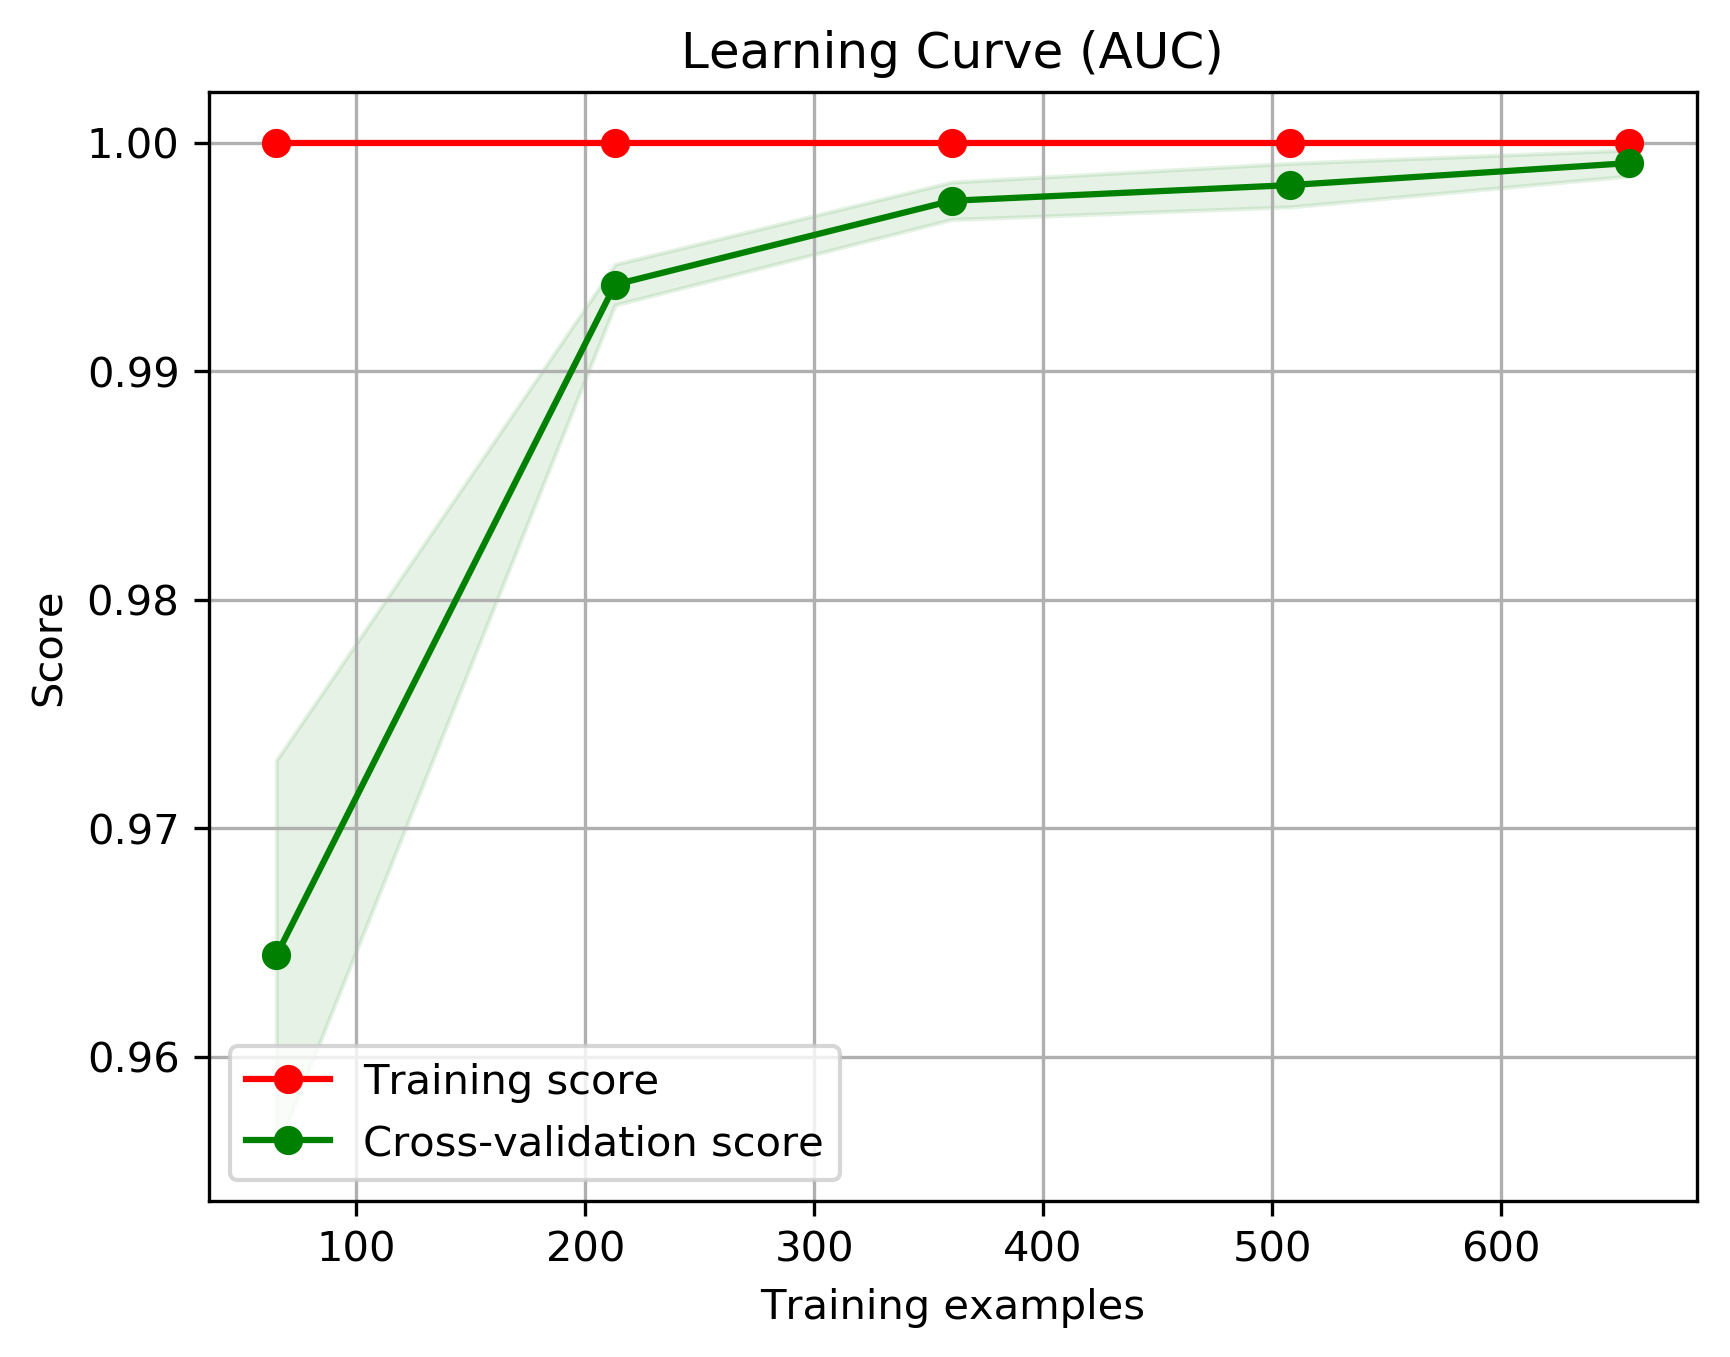 Learning Curve (AUC)
1.00
0.99
0.98
0.97
0.96
Score
Training score
Cross-validation score
100 200 300 400 500 600
Training examples